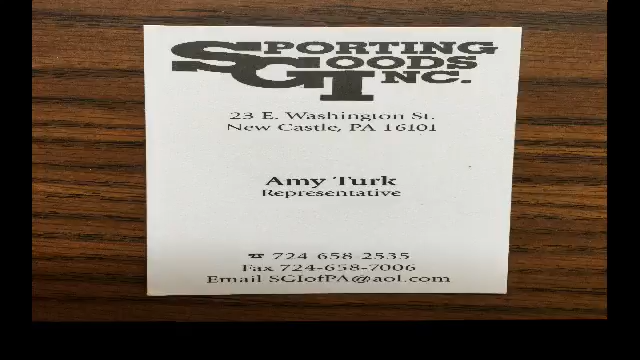 SPORTING
GOODS
INC.
23 E. Washington St.
New Castle, PA 16101
Amy Turk
Representative
☎ 724-658-2535
Fax 724-658-7006
Email SGIofPA@aol.com